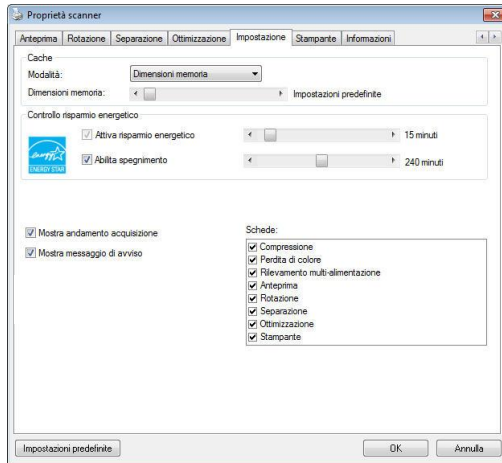 Proprietà scanner
Anteprima Rotazione Separazione Ottimizzazione Impostazione Stampante Informazioni
Cache
Modalità: Dimensioni memoria
Dimensioni memoria: Impostazioni predefinite
Controllo risparmio energetico
Attiva risparmio energetico 15 minuti
energy
ENERGY STAR
Abilita spegnimento 240 minuti
Mostra andamento acquisizione
Mostra messaggio di avviso
Schede:
Compressione
Perdita di colore
Rilevamento multi-alimentazione
Anteprima
Rotazione
Separazione
Ottimizzazione
Stampante
Impostazioni predefinite OK Annulla